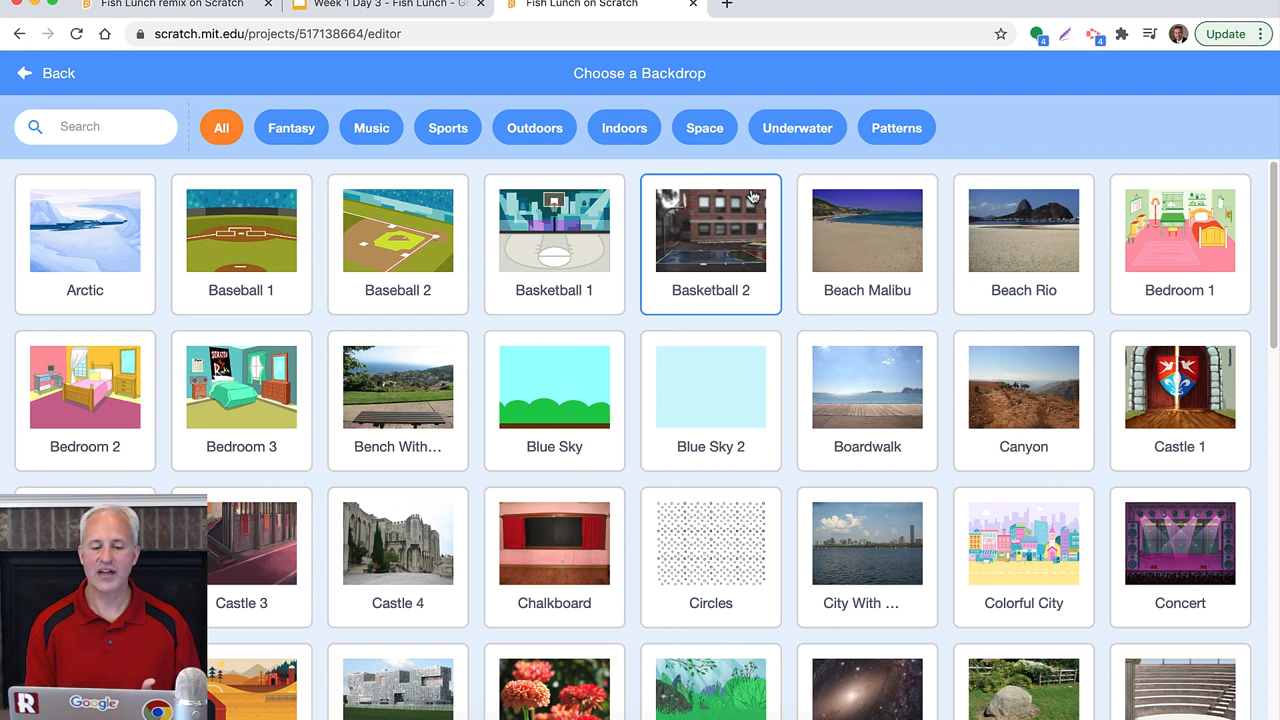 Fish Lunch remix on Scratch × Week 1 Day 3 - Fish Lunch - Go × Fish Lunch on Scratch × +
scratch.mit.edu/projects/517138664/editor 4 4 Update
Back Choose a Backdrop
Search All Fantasy Music Sports Outdoors Indoors Space Underwater Patterns
Arctic Baseball 1 Baseball 2 Basketball 1 Basketball 2 Beach Malibu Beach Rio Bedroom 1
SCRATCH
Bedroom 2 Bedroom 3 Bench With... Blue Sky Blue Sky 2 Boardwalk Canyon Castle 1
Castle 3 Castle 4 Chalkboard Circles City With ... Colorful City Concert
R Google